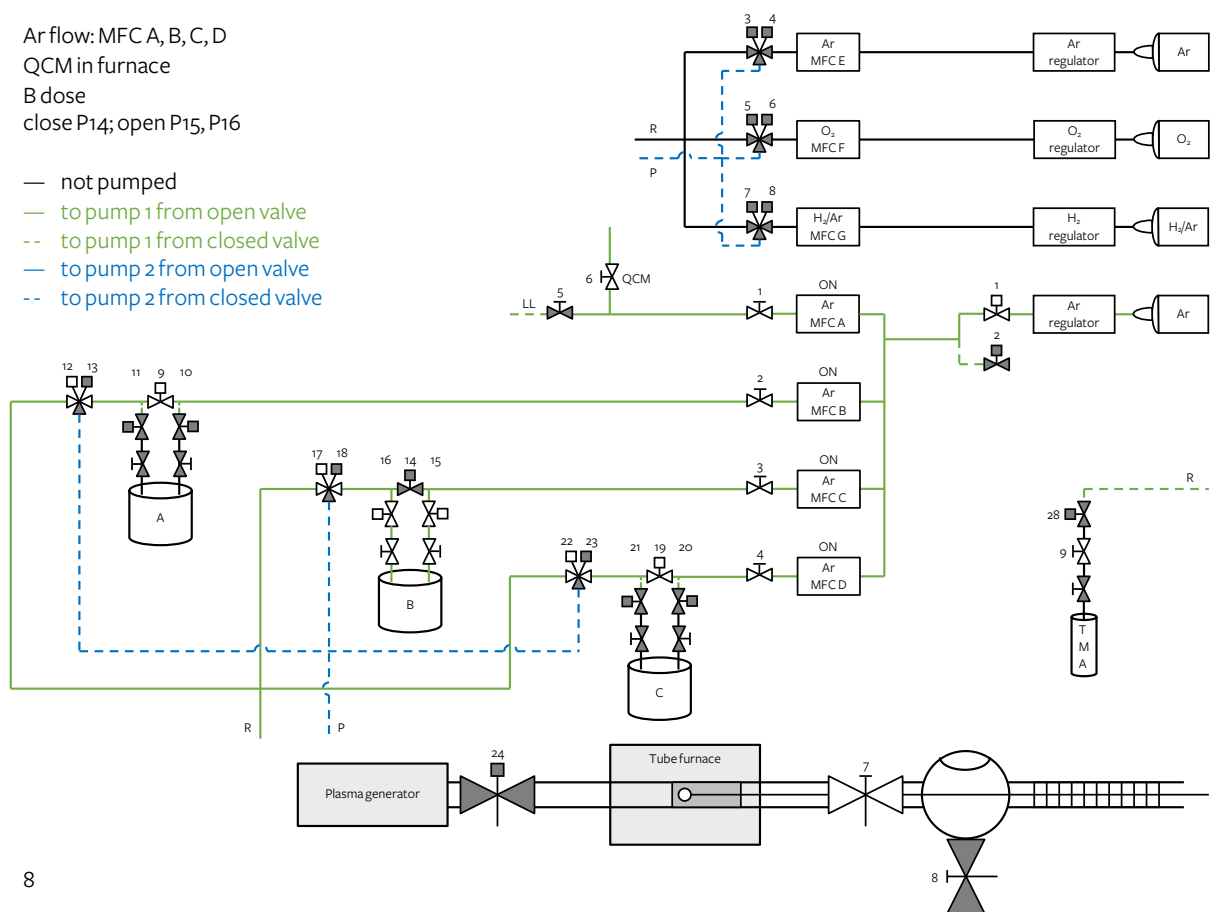 Ar flow: MFC A, B, C, D
QCM in furnace
B dose
close P14; open P15, P16
— not pumped
— to pump 1 from open valve
-- to pump 1 from closed valve
— to pump 2 from open valve
-- to pump 2 from closed valve
3 4
Ar
MFC E
Ar
regulator
Ar
5 6
R
P
O₂
MFC F
O₂
regulator
O₂
7 8
H₂/Ar
MFC G
H₂
regulator
H₂/Ar
6 QCM
LL 5
1
ON
Ar
MFC A
1
Ar
regulator
Ar
2
12 13 11 9 10
2
ON
Ar
MFC B
A
17 18 16 14 15
3
ON
Ar
MFC C
B
R
28
9
T
M
A
22 23 21 19 20
4
ON
Ar
MFC D
C
R P
Plasma generator
24
Tube furnace
7
8
8